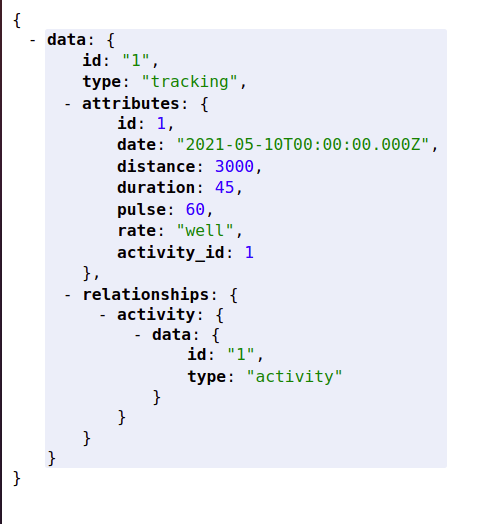 {
- data: {
id: "1",
type: "tracking",
- attributes: {
id: 1,
date: "2021-05-10T00:00:00.000Z",
distance: 3000,
duration: 45,
pulse: 60,
rate: "well",
activity_id: 1
},
- relationships: {
- activity: {
- data: {
id: "1",
type: "activity"
}
}
}
}
}